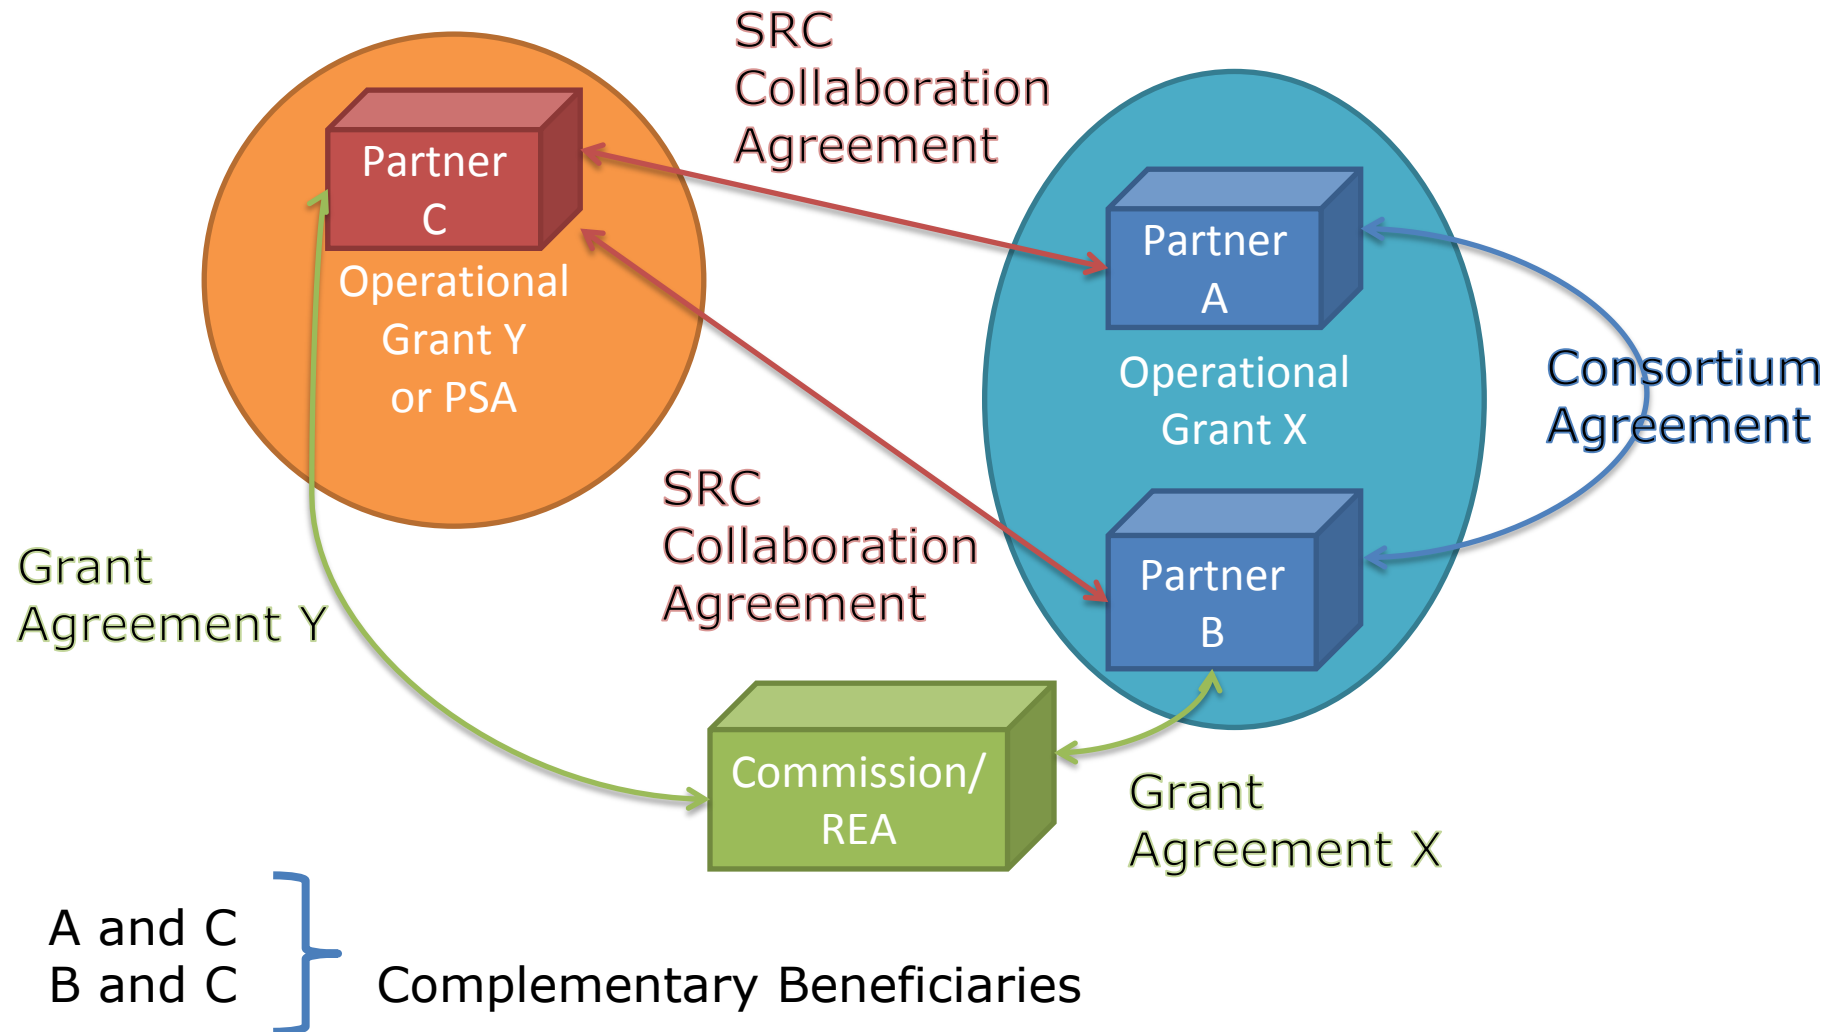 SRC
Collaboration
Agreement
Partner
C
Operational
Grant Y
or PSA
Partner
A
Operational
Grant X
Consortium
Agreement
SRC
Collaboration
Agreement
Partner
B
Grant
Agreement Y
Commission/
REA
Grant
Agreement X
A and C
B and C
Complementary Beneficiaries